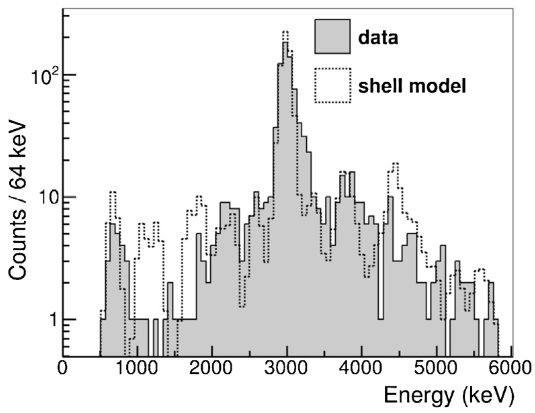 data
shell model
Counts / 64 keV
10²
10
1
0 1000 2000 3000 4000 5000 6000
Energy (keV)